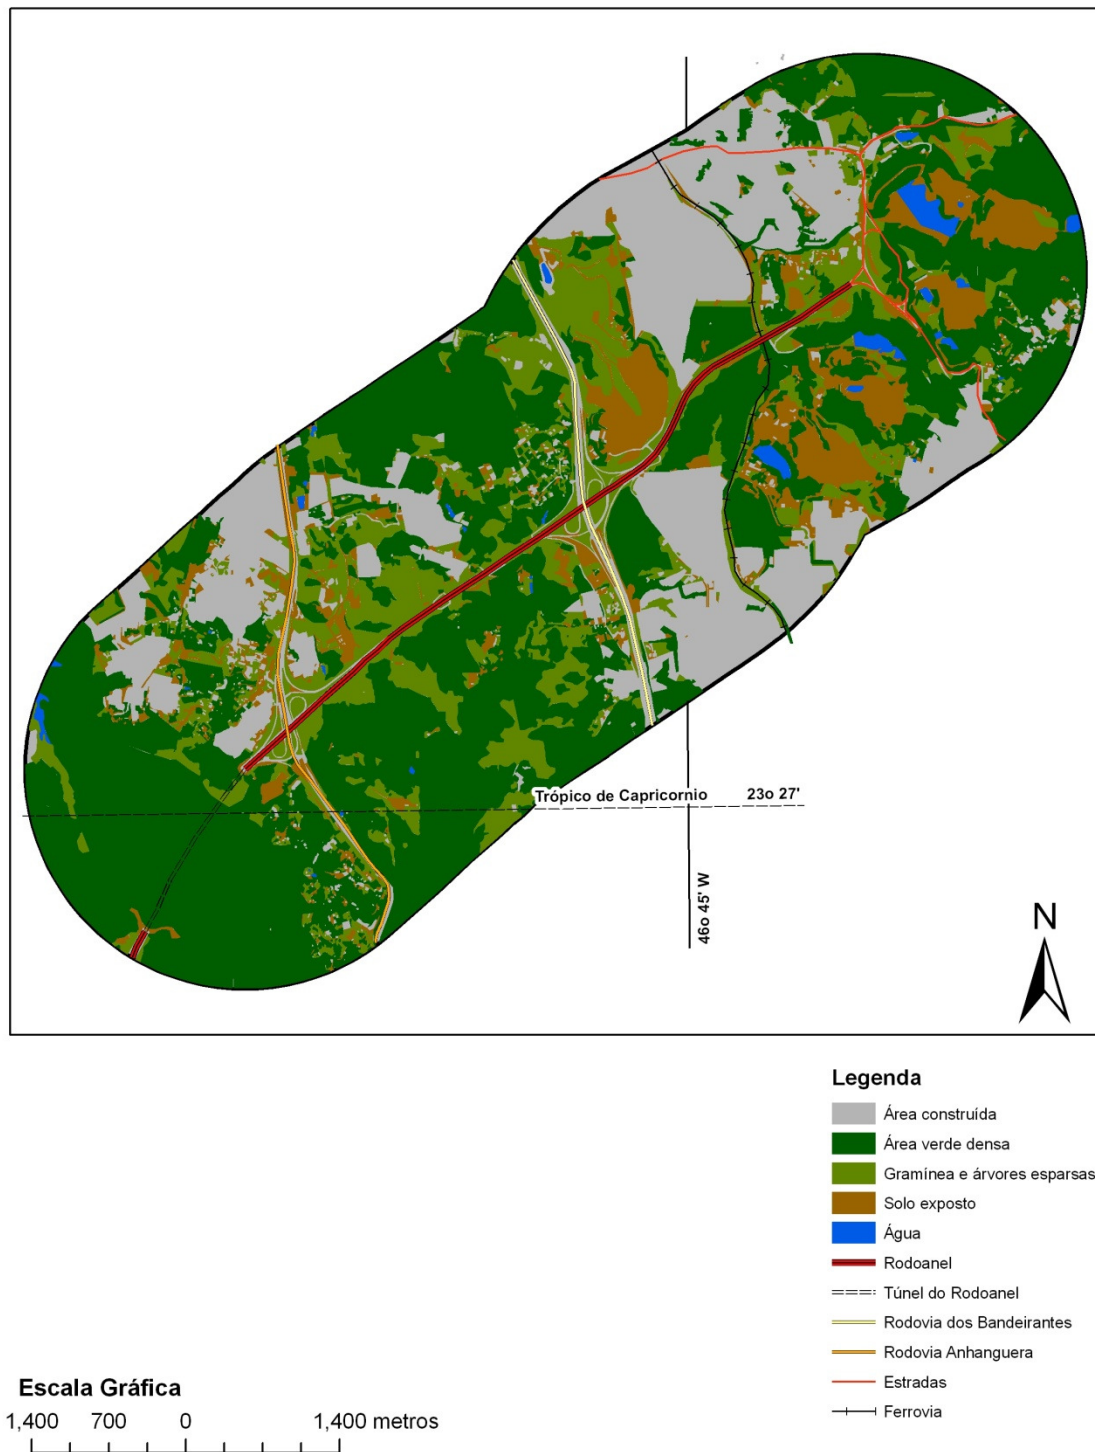 Trópico de Capricornio 23o 27'
46o 45' W
N
Legenda
Área construída
Área verde densa
Gramínea e árvores esparsas
Solo exposto
Água
Rodoanel
Túnel do Rodoanel
Rodovia dos Bandeirantes
Rodovia Anhanguera
Estradas
Ferrovia
Escala Gráfica
1,400 700 0 1,400 metros